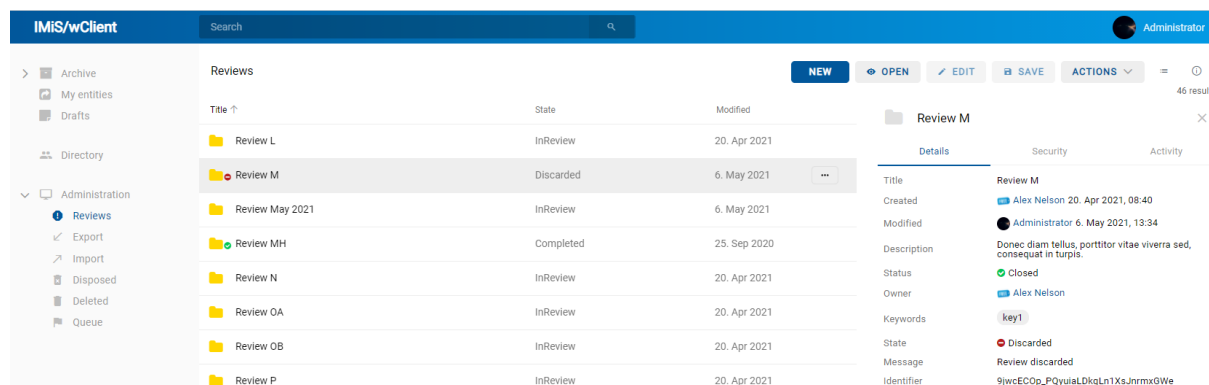 IMiS/wClient
Search
Administrator
Archive
My entities
Drafts
Directory
Administration
Reviews
Export
Import
Disposed
Deleted
Queue
Reviews
NEW
OPEN
EDIT
SAVE
ACTIONS
46 resul
Title State Modified
Review L InReview 20. Apr 2021
Review M Discarded 6. May 2021
Review May 2021 InReview 6. May 2021
Review MH Completed 25. Sep 2020
Review N InReview 20. Apr 2021
Review OA InReview 20. Apr 2021
Review OB InReview 20. Apr 2021
Review P InReview 20. Apr 2021
Review M
Details Security Activity
Title Review M
Created Alex Nelson 20. Apr 2021, 08:40
Modified Administrator 6. May 2021, 13:34
Description Donec diam tellus, porttitor vitae viverra sed,
consequat in turpis.
Status Closed
Owner Alex Nelson
Keywords key1
State Discarded
Message Review discarded
Identifier